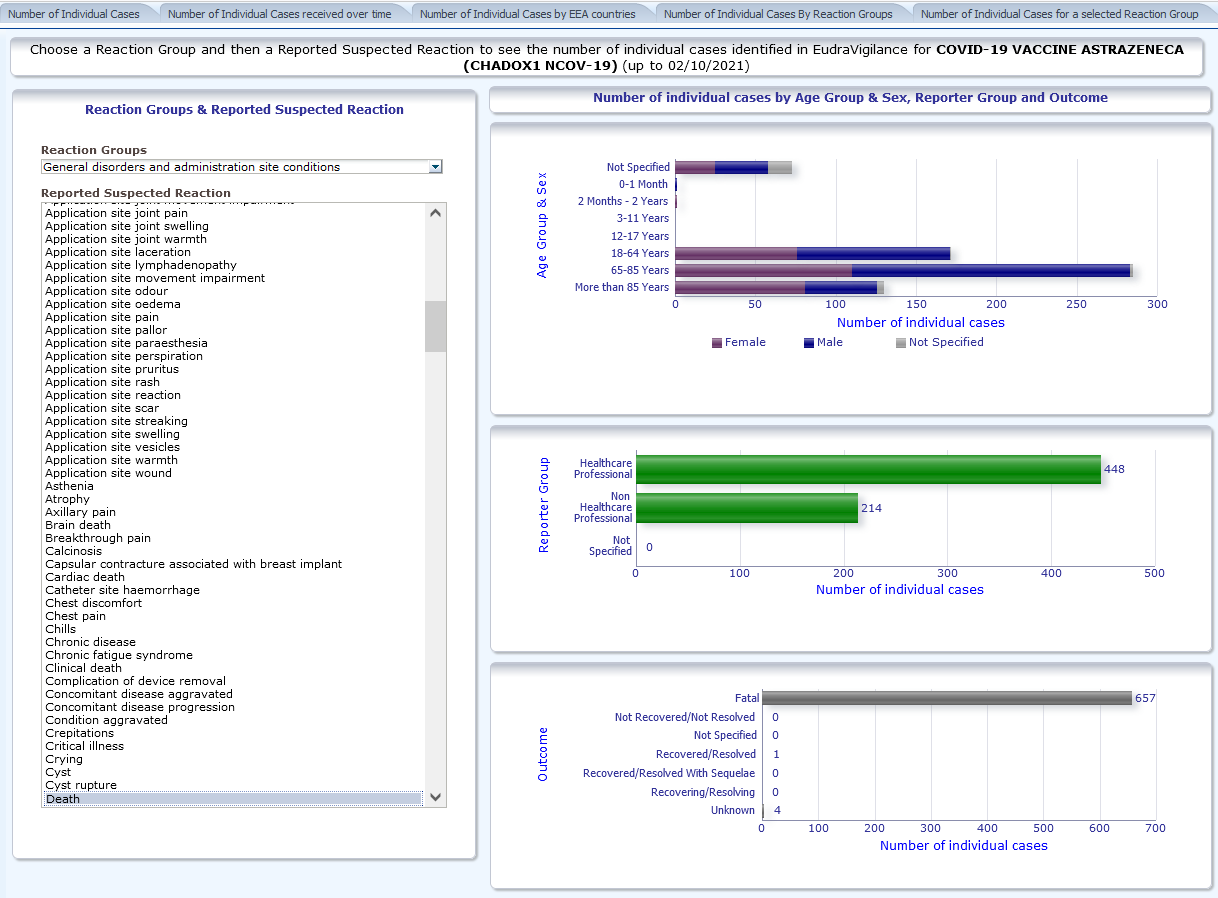 Number of Individual Cases
Number of Individual Cases received over time
Number of Individual Cases by EEA countries
Number of Individual Cases By Reaction Groups
Number of Individual Cases for a selected Reaction Group
Choose a Reaction Group and then a Reported Suspected Reaction to see the number of individual cases identified in EudraVigilance for COVID-19 VACCINE ASTRAZENECA
(CHADOX1 NCOV-19) (up to 02/10/2021)
Reaction Groups & Reported Suspected Reaction
Reaction Groups
General disorders and administration site conditions
Reported Suspected Reaction
Application site joint movement impairment
Application site joint pain
Application site joint swelling
Application site joint warmth
Application site laceration
Application site lymphadenopathy
Application site movement impairment
Application site odour
Application site oedema
Application site pain
Application site pallor
Application site paraesthesia
Application site perspiration
Application site pruritus
Application site rash
Application site reaction
Application site scar
Application site streaking
Application site swelling
Application site vesicles
Application site warmth
Application site wound
Asthenia
Atrophy
Axillary pain
Brain death
Breakthrough pain
Calcinosis
Capsular contracture associated with breast implant
Cardiac death
Catheter site haemorrhage
Chest discomfort
Chest pain
Chills
Chronic disease
Chronic fatigue syndrome
Clinical death
Complication of device removal
Concomitant disease aggravated
Concomitant disease progression
Condition aggravated
Crepitations
Critical illness
Crying
Cyst
Cyst rupture
Death
Number of individual cases by Age Group & Sex, Reporter Group and Outcome
Age Group & Sex
Not Specified
0-1 Month
2 Months - 2 Years
3-11 Years
12-17 Years
18-64 Years
65-85 Years
More than 85 Years
0 50 100 150 200 250 300
Number of individual cases
Female Male Not Specified
Reporter Group
Healthcare
Professional
448
Non
Healthcare
Professional
214
Not
Specified
0
0 100 200 300 400 500
Number of individual cases
Outcome
Fatal 657
Not Recovered/Not Resolved 0
Not Specified 0
Recovered/Resolved 1
Recovered/Resolved With Sequelae 0
Recovering/Resolving 0
Unknown 4
0 100 200 300 400 500 600 700
Number of individual cases